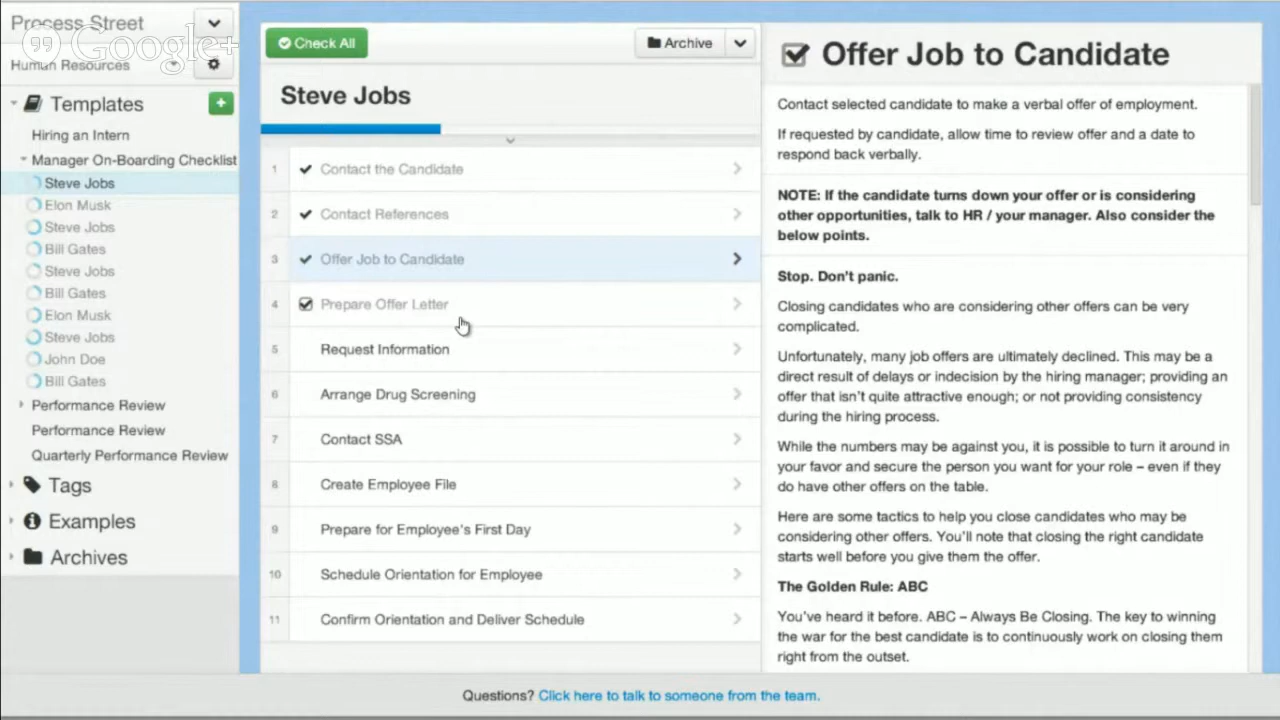 Process Street
Google+
Human Resources
Templates
Hiring an Intern
Manager On-Boarding Checklist
Steve Jobs
Elon Musk
Steve Jobs
Bill Gates
Steve Jobs
Bill Gates
Elon Musk
Steve Jobs
John Doe
Bill Gates
Performance Review
Performance Review
Quarterly Performance Review
Tags
Examples
Archives
Check All
Archive
Steve Jobs
1 Contact the Candidate
2 Contact References
3 Offer Job to Candidate
4 Prepare Offer Letter
5 Request Information
6 Arrange Drug Screening
7 Contact SSA
8 Create Employee File
9 Prepare for Employee's First Day
10 Schedule Orientation for Employee
11 Confirm Orientation and Deliver Schedule
Offer Job to Candidate
Contact selected candidate to make a verbal offer of employment.
If requested by candidate, allow time to review offer and a date to
respond back verbally.
NOTE: If the candidate turns down your offer or is considering
other opportunities, talk to HR / your manager. Also consider the
below points.
Stop. Don't panic.
Closing candidates who are considering other offers can be very
complicated.
Unfortunately, many job offers are ultimately declined. This may be a
direct result of delays or indecision by the hiring manager; providing an
offer that isn't quite attractive enough; or not providing consistency
during the hiring process.
While the numbers may be against you, it is possible to turn it around in
your favor and secure the person you want for your role – even if they
do have other offers on the table.
Here are some tactics to help you close candidates who may be
considering other offers. You'll note that closing the right candidate
starts well before you give them the offer.
The Golden Rule: ABC
You've heard it before. ABC – Always Be Closing. The key to winning
the war for the best candidate is to continuously work on closing them
right from the outset.
Questions? Click here to talk to someone from the team.